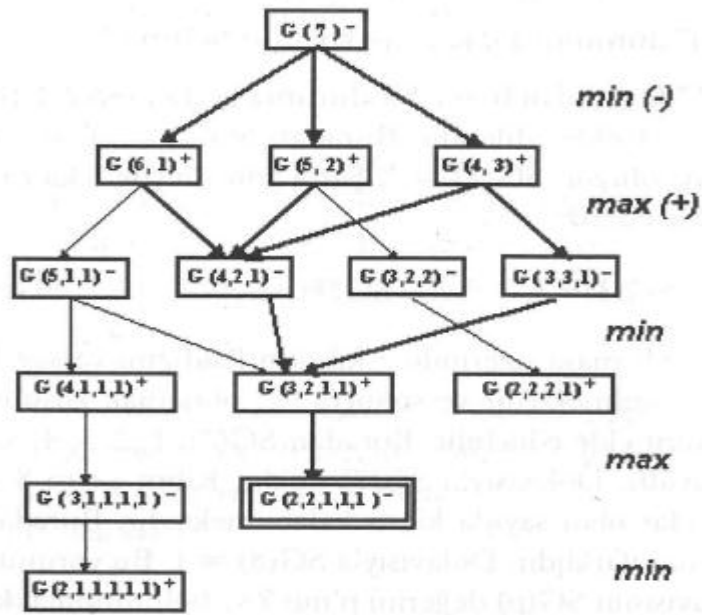 G(7)⁻
min (-)
G(6,1)⁺ G(5,2)⁺ G(4,3)⁺
max (+)
G(5,1,1)⁻ G(4,2,1)⁻ G(3,2,2)⁻ G(3,3,1)⁻
min
G(4,1,1,1)⁺ G(3,2,1,1)⁺ G(2,2,2,1)⁺
max
G(3,1,1,1,1)⁻ G(2,2,1,1,1)⁻
min
G(2,1,1,1,1,1)⁺